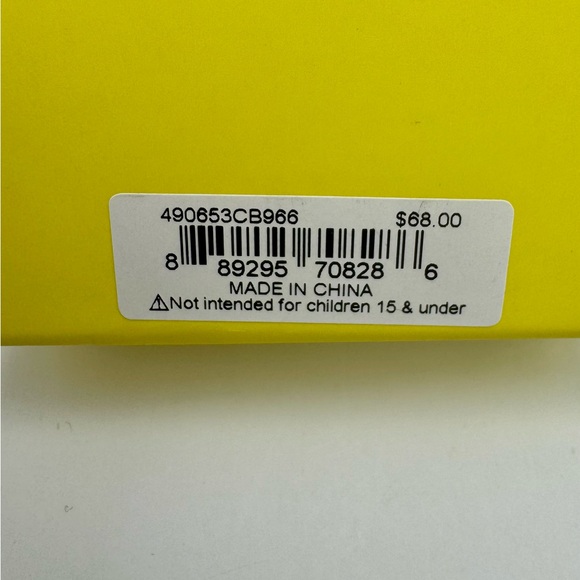 490653CB966 $68.00
8 89295 70828 6
MADE IN CHINA
⚠Not intended for children 15 & under